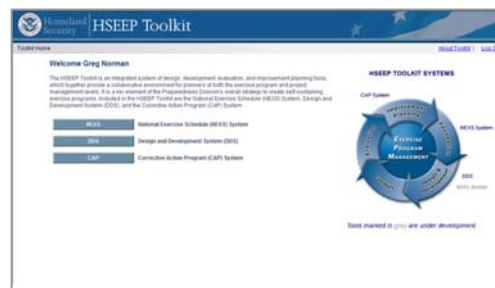 Homeland
Security
HSEEP Toolkit
Toolkit Home
About Toolkit |
Welcome Greg Norman
The HSEEP Toolkit is an integrated system of design, development, evaluation, and improvement planning tools,
which together provide a collaborative environment for planners at both the exercise program and project
management levels. It is a key element of the Preparedness Division's overall strategy to create self-sustaining
exercise programs. Included in the HSEEP Toolkit are the National Exercise Schedule (NEXS) System, Design and
Development System (DDS), and the Corrective Action Program (CAP) System.
NEXS National Exercise Schedule (NEXS) System
DDS Design and Development System (DDS)
CAP Corrective Action Program (CAP) System
HSEEP TOOLKIT SYSTEMS
CAP System
Improvement
Planning
NEXS System
EXERCISE
PROGRAM
MANAGEMENT
DDS
Design &
Development
Conduct
Tools marked in grey are under development